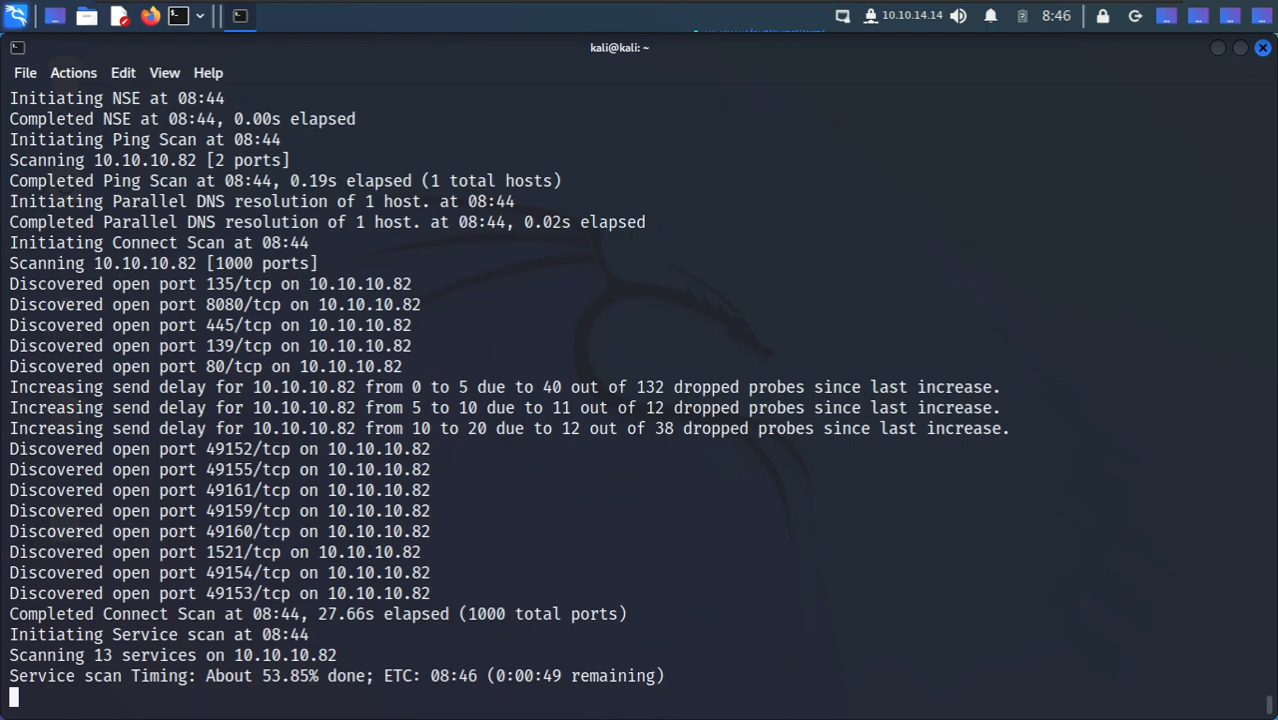 10.10.14.14
8:46
kali@kali: ~
File Actions Edit View Help
Initiating NSE at 08:44
Completed NSE at 08:44, 0.00s elapsed
Initiating Ping Scan at 08:44
Scanning 10.10.10.82 [2 ports]
Completed Ping Scan at 08:44, 0.19s elapsed (1 total hosts)
Initiating Parallel DNS resolution of 1 host. at 08:44
Completed Parallel DNS resolution of 1 host. at 08:44, 0.02s elapsed
Initiating Connect Scan at 08:44
Scanning 10.10.10.82 [1000 ports]
Discovered open port 135/tcp on 10.10.10.82
Discovered open port 8080/tcp on 10.10.10.82
Discovered open port 445/tcp on 10.10.10.82
Discovered open port 139/tcp on 10.10.10.82
Discovered open port 80/tcp on 10.10.10.82
Increasing send delay for 10.10.10.82 from 0 to 5 due to 40 out of 132 dropped probes since last increase.
Increasing send delay for 10.10.10.82 from 5 to 10 due to 11 out of 12 dropped probes since last increase.
Increasing send delay for 10.10.10.82 from 10 to 20 due to 12 out of 38 dropped probes since last increase.
Discovered open port 49152/tcp on 10.10.10.82
Discovered open port 49155/tcp on 10.10.10.82
Discovered open port 49161/tcp on 10.10.10.82
Discovered open port 49159/tcp on 10.10.10.82
Discovered open port 49160/tcp on 10.10.10.82
Discovered open port 1521/tcp on 10.10.10.82
Discovered open port 49154/tcp on 10.10.10.82
Discovered open port 49153/tcp on 10.10.10.82
Completed Connect Scan at 08:44, 27.66s elapsed (1000 total ports)
Initiating Service scan at 08:44
Scanning 13 services on 10.10.10.82
Service scan Timing: About 53.85% done; ETC: 08:46 (0:00:49 remaining)